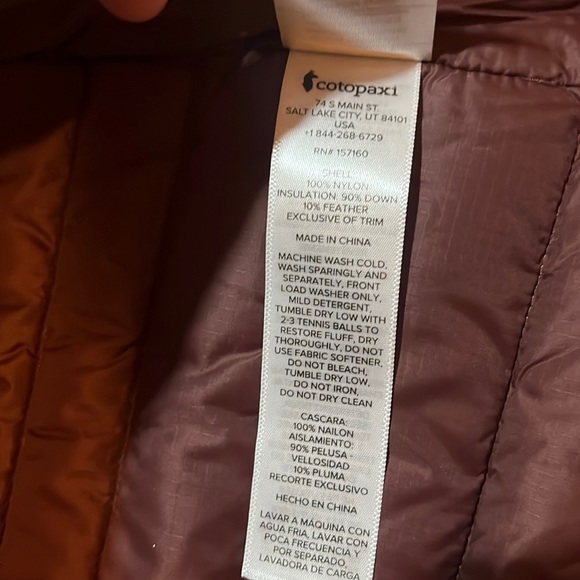 cotopaxi
74 S MAIN ST.
SALT LAKE CITY, UT 84101
USA
+1 844-268-6729
RN# 157160
SHELL:
100% NYLON
INSULATION: 90% DOWN
10% FEATHER
EXCLUSIVE OF TRIM
MADE IN CHINA
MACHINE WASH COLD,
WASH SPARINGLY AND
SEPARATELY, FRONT
LOAD WASHER ONLY,
MILD DETERGENT,
TUMBLE DRY LOW WITH
2-3 TENNIS BALLS TO
RESTORE FLUFF, DRY
THOROUGHLY, DO NOT
USE FABRIC SOFTENER,
DO NOT BLEACH,
TUMBLE DRY LOW,
DO NOT IRON,
DO NOT DRY CLEAN
CASCARA:
100% NAILON
AISLAMIENTO:
90% PELUSA -
VELLOSIDAD
10% PLUMA
RECORTE EXCLUSIVO
HECHO EN CHINA
LAVAR A MÁQUINA CON
AGUA FRIA, LAVAR CON
POCA FRECUENCIA Y
POR SEPARADO,
LAVADORA DE CARGA